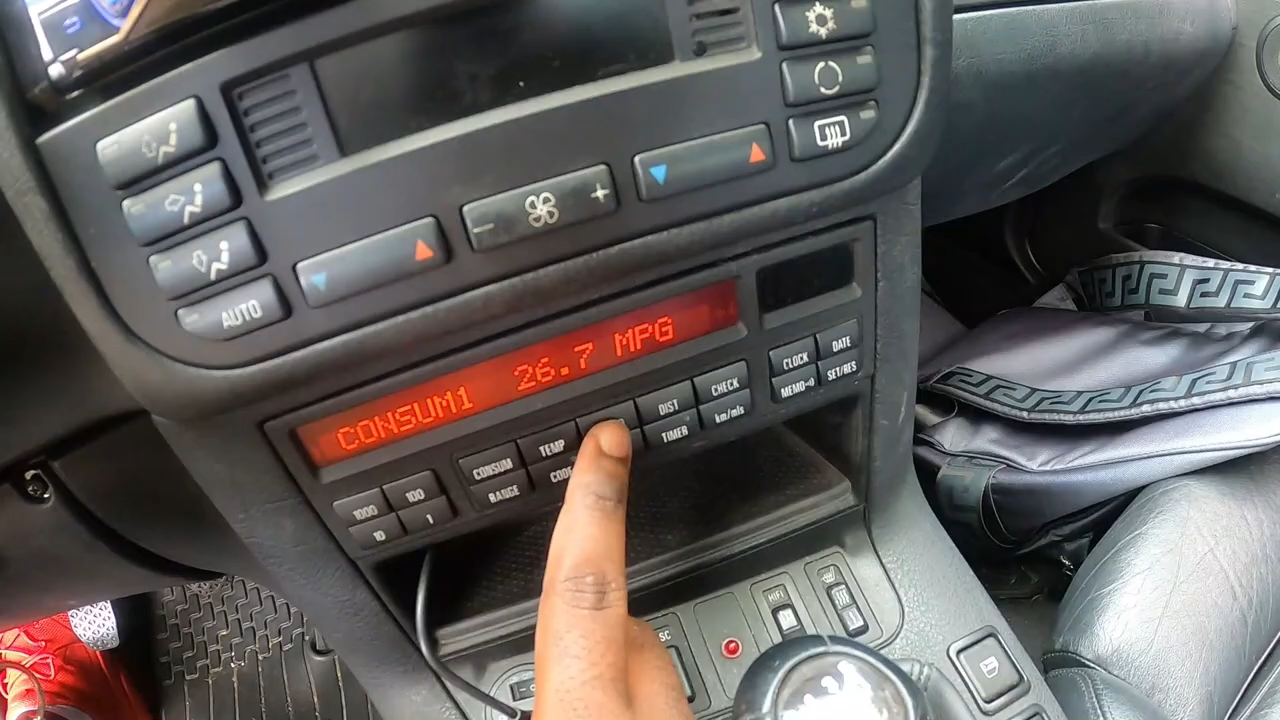 AUTO
CONSUM1 26.7 MPG
1000
100
10
1
CONSUM
RANGE
TEMP
CODE
DIST
TIMER
CHECK
km/mls
CLOCK
DATE
MEMO
SET/RES
SC
HIFI